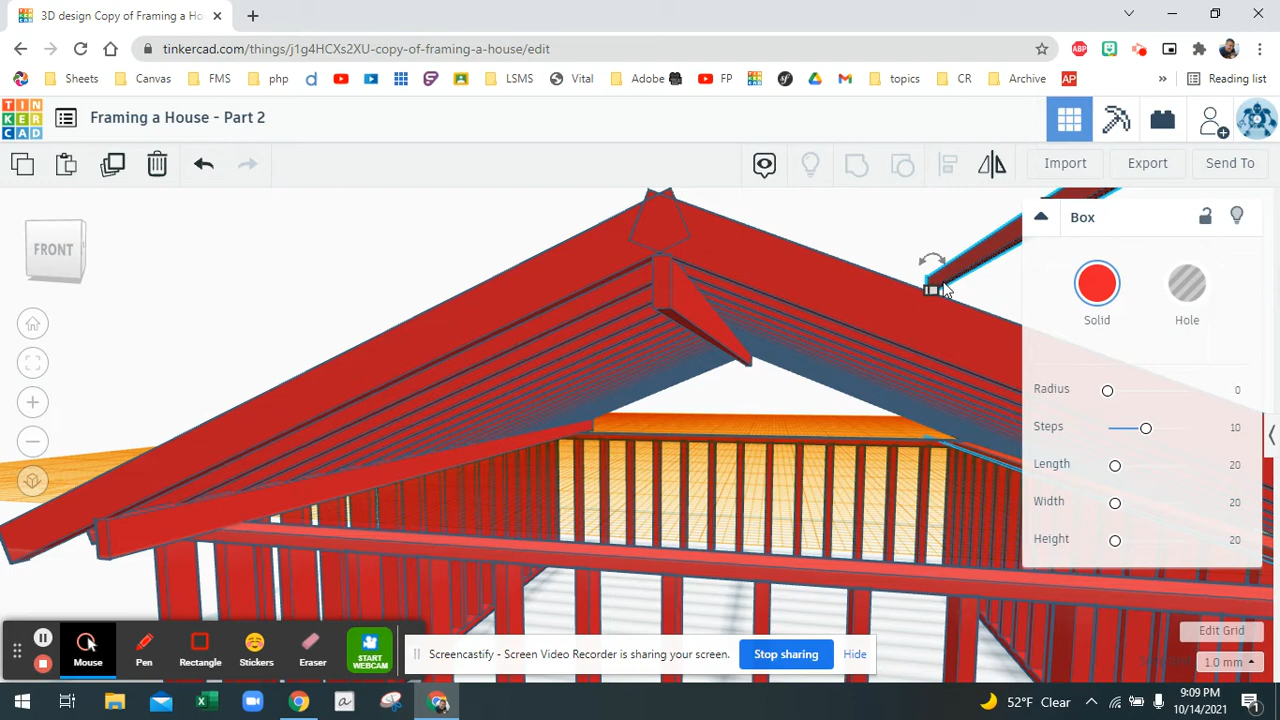 3D design Copy of Framing a Ho
tinkercad.com/things/j1g4HCXs2XU-copy-of-framing-a-house/edit
ABP
Sheets
Canvas
FMS
php
LSMS
Vital
Adobe
FP
topics
CR
Archive
AP
»
Reading list
TIN
KER
CAD
Framing a House - Part 2
Import
Export
Send To
FRONT
Box
Solid
Hole
Radius
0
Steps
10
Length
20
Width
20
Height
20
Edit Grid
1.0 mm
Mouse
Pen
Rectangle
Stickers
Eraser
START
WEBCAM
Screencastify - Screen Video Recorder is sharing your screen.
Stop sharing
Hide
52°F Clear
9:09 PM
10/14/2021